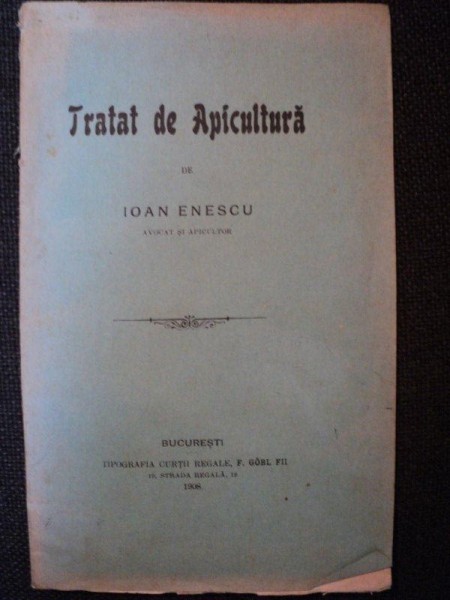 Tratat de Apicultură
DE
IOAN ENESCU
AVOCAT ȘI APICULTOR
BUCUREȘTI
TIPOGRAFIA CURȚII REGALE, F. GÖBL FII
19, STRADA REGALĂ, 19
1908.